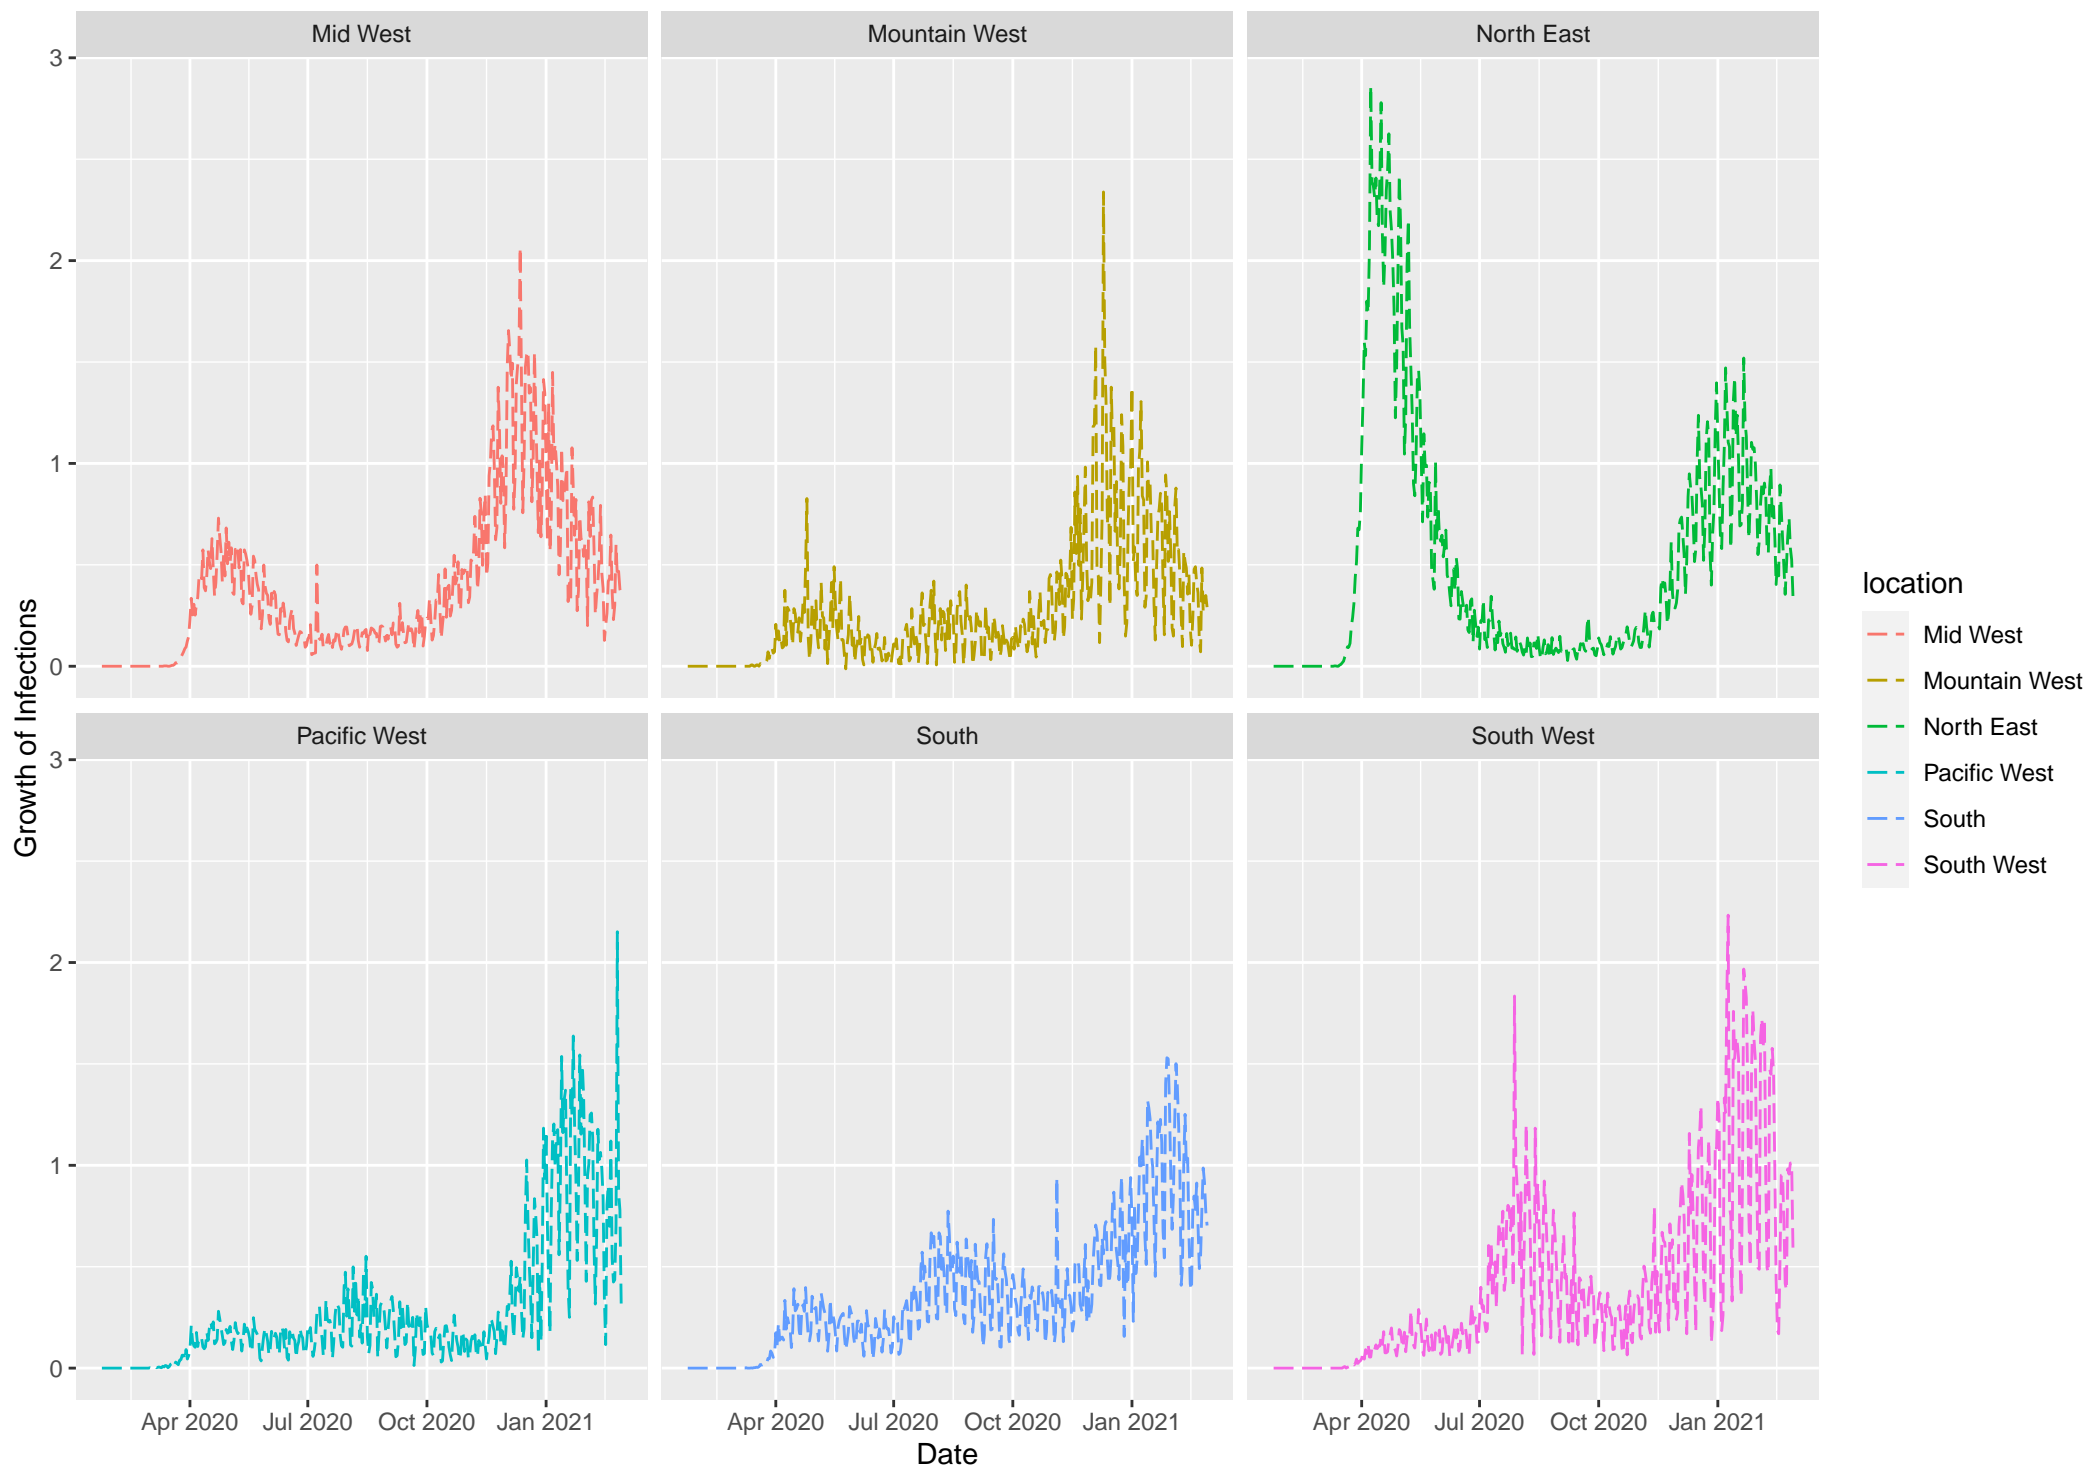 Mid West
Mountain West
North East
3
2
1
0
Pacific West
South
South West
3
2
1
0
Growth of Infections
Apr 2020 Jul 2020 Oct 2020 Jan 2021
Apr 2020 Jul 2020 Oct 2020 Jan 2021
Apr 2020 Jul 2020 Oct 2020 Jan 2021
Date
location
Mid West
Mountain West
North East
Pacific West
South
South West